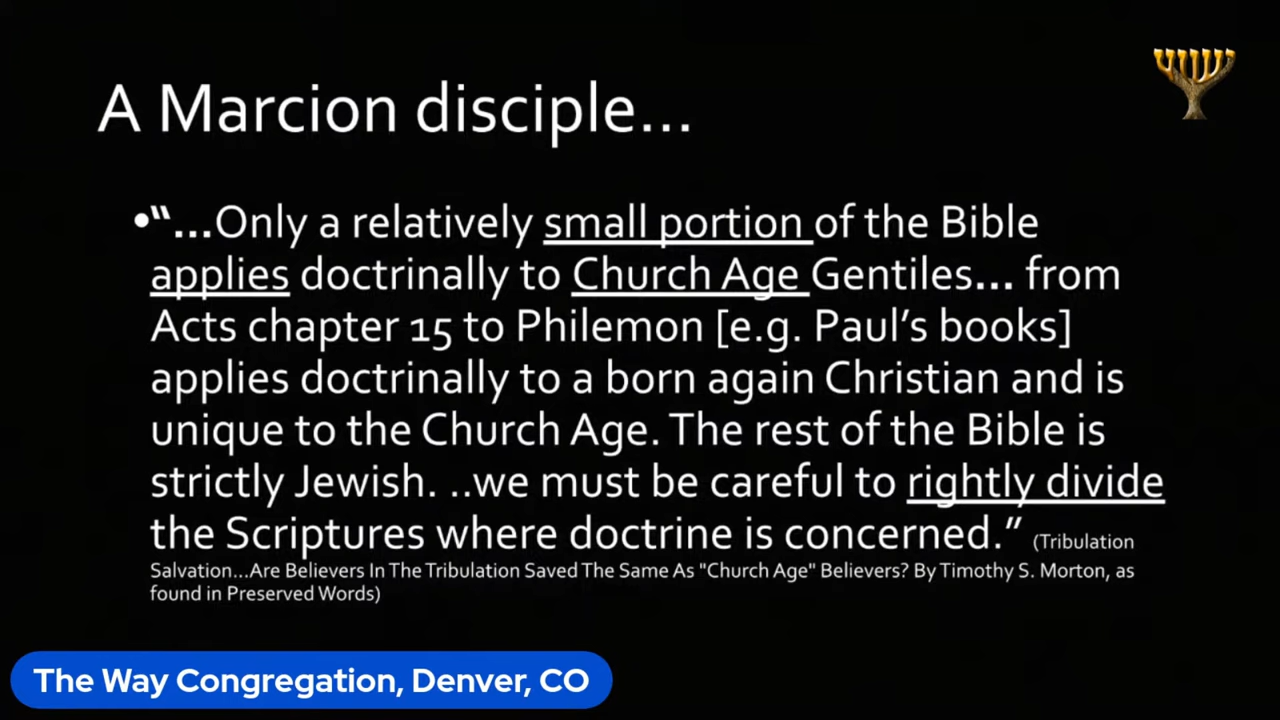 A Marcion disciple...
•“...Only a relatively small portion of the Bible
applies doctrinally to Church Age Gentiles... from
Acts chapter 15 to Philemon [e.g. Paul’s books]
applies doctrinally to a born again Christian and is
unique to the Church Age. The rest of the Bible is
strictly Jewish. ..we must be careful to rightly divide
the Scriptures where doctrine is concerned.” (Tribulation
Salvation...Are Believers In The Tribulation Saved The Same As "Church Age" Believers? By Timothy S. Morton, as
found in Preserved Words)
The Way Congregation, Denver, CO